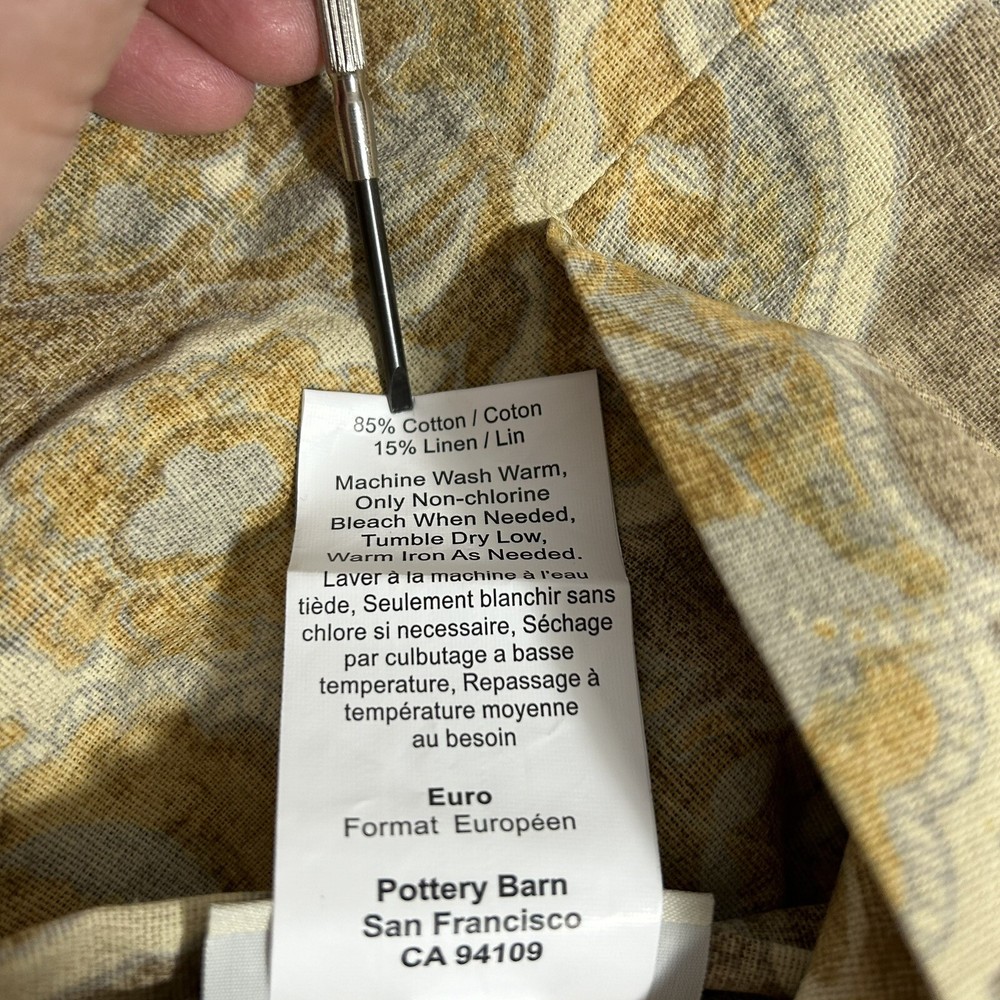 85% Cotton / Coton
15% Linen / Lin
Machine Wash Warm,
Only Non-chlorine
Bleach When Needed,
Tumble Dry Low,
Warm Iron As Needed.
Laver à la machine à l'eau
tiède, Seulement blanchir sans
chlore si necessaire, Séchage
par culbutage a basse
temperature, Repassage à
température moyenne
au besoin
Euro
Format Européen
Pottery Barn
San Francisco
CA 94109